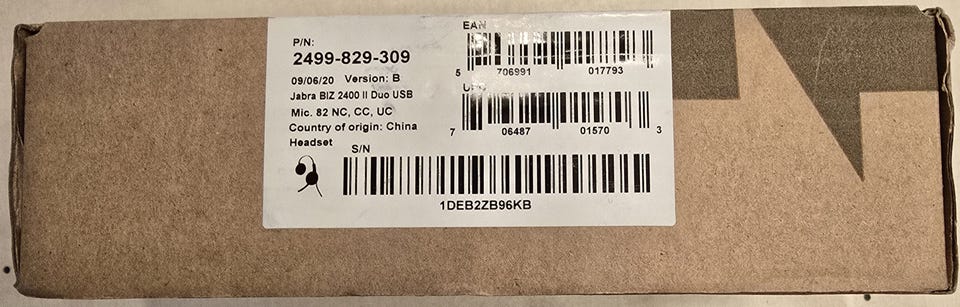 P/N:
2499-829-309
09/06/20 Version: B
Jabra BIZ 2400 II Duo USB
Mic. 82 NC, CC, UC
Country of origin: China
Headset
S/N
1DEB2ZB96KB
EAN
5 706991 017793
UPC
7 06487 01570 3